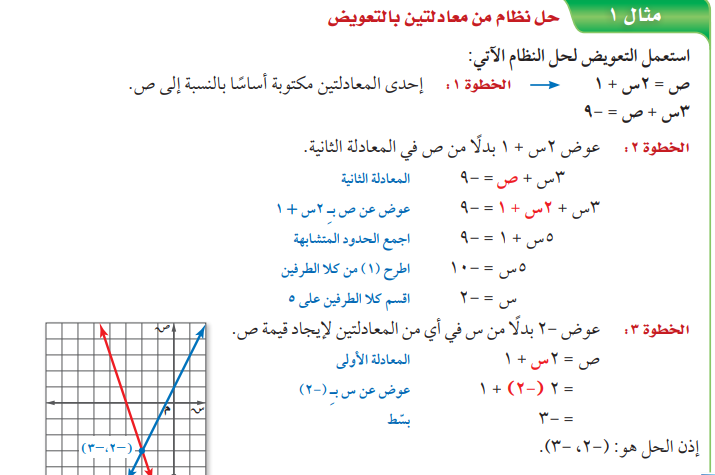 مثال ١
حل نظام من معادلتين بالتعويض
استعمل التعويض لحل النظام الآتي:
ص = ٢س + ١ الخطوة ١: إحدى المعادلتين مكتوبة أساسًا بالنسبة إلى ص.
٣س + ص = –٩
الخطوة ٢: عوض ٢س + ١ بدلًا من ص في المعادلة الثانية.
٣س + ص = –٩ المعادلة الثانية
٣س + ٢س + ١ = –٩ عوض عن ص بـ ٢س + ١
٥س + ١ = –٩ اجمع الحدود المتشابهة
٥س = –١٠ اطرح (١) من كلا الطرفين
س = –٢ اقسم كلا الطرفين على ٥
الخطوة ٣: عوض –٢ بدلًا من س في أي من المعادلتين لإيجاد قيمة ص.
ص = ٢س + ١ المعادلة الأولى
= ٢ (–٢) + ١ عوض عن س بـ (–٢)
= –٣ بسّط
إذن الحل هو: (–٢، –٣).
ص
س
م
(–٢، –٣)